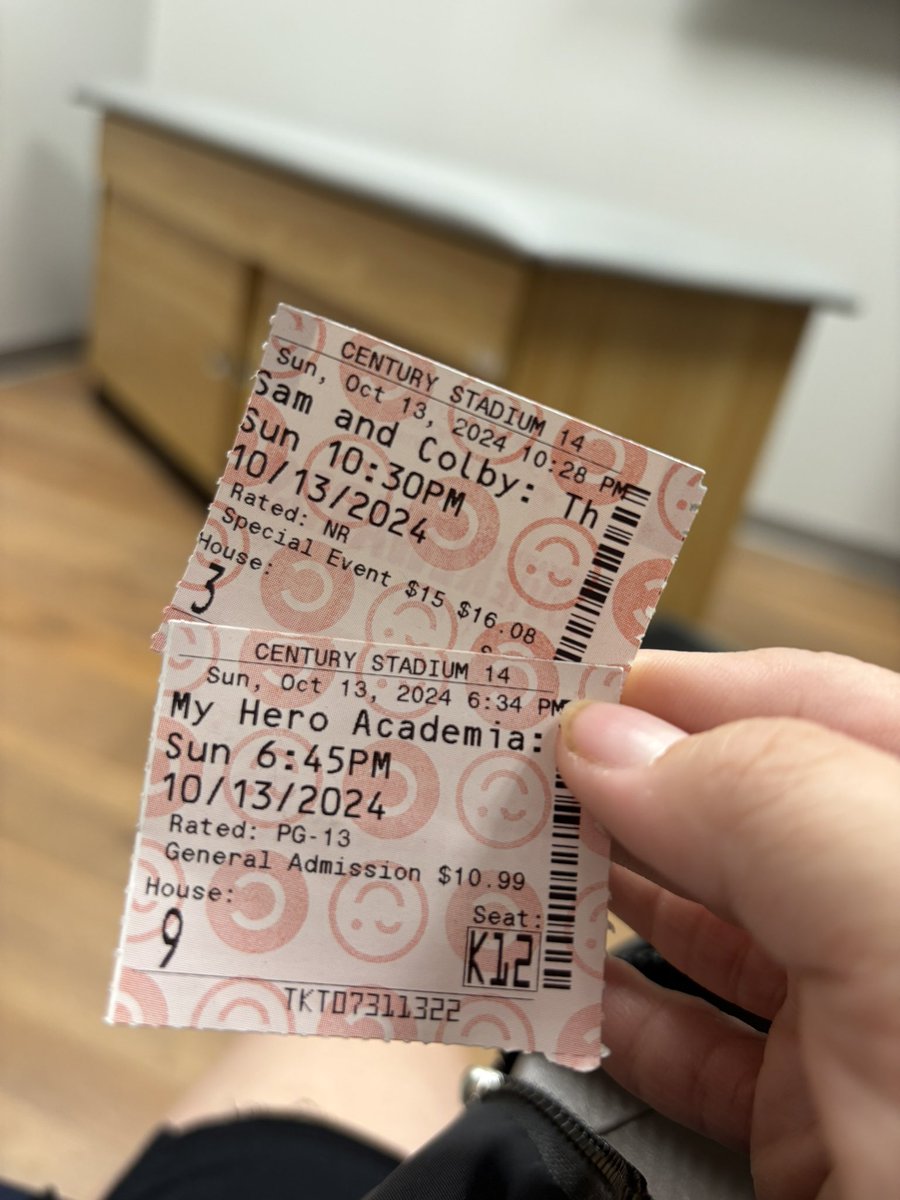 CENTURY STADIUM 14
Sun, Oct 13, 2024 10:28 PM
Sam and Colby: Th
Sun 10:30PM
10/13/2024
Rated: NR
Special Event $15 $16.08
House:
3
CENTURY STADIUM 14
Sun, Oct 13, 2024 6:34 PM
My Hero Academia:
Sun 6:45PM
10/13/2024
Rated: PG-13
General Admission $10.99
House:
Seat:
9
K12
TKT07311322